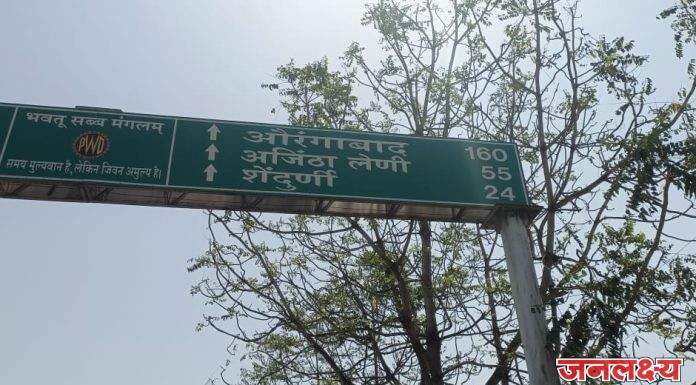 भवतू सब्ब मंगलम्
PWD
समय मुल्यवान है, लेकिन जिवन अमुल्य है।
औरंगाबाद 160
अजिंठा लेणी 55
शेंदुर्णी 24
जनलक्ष्य